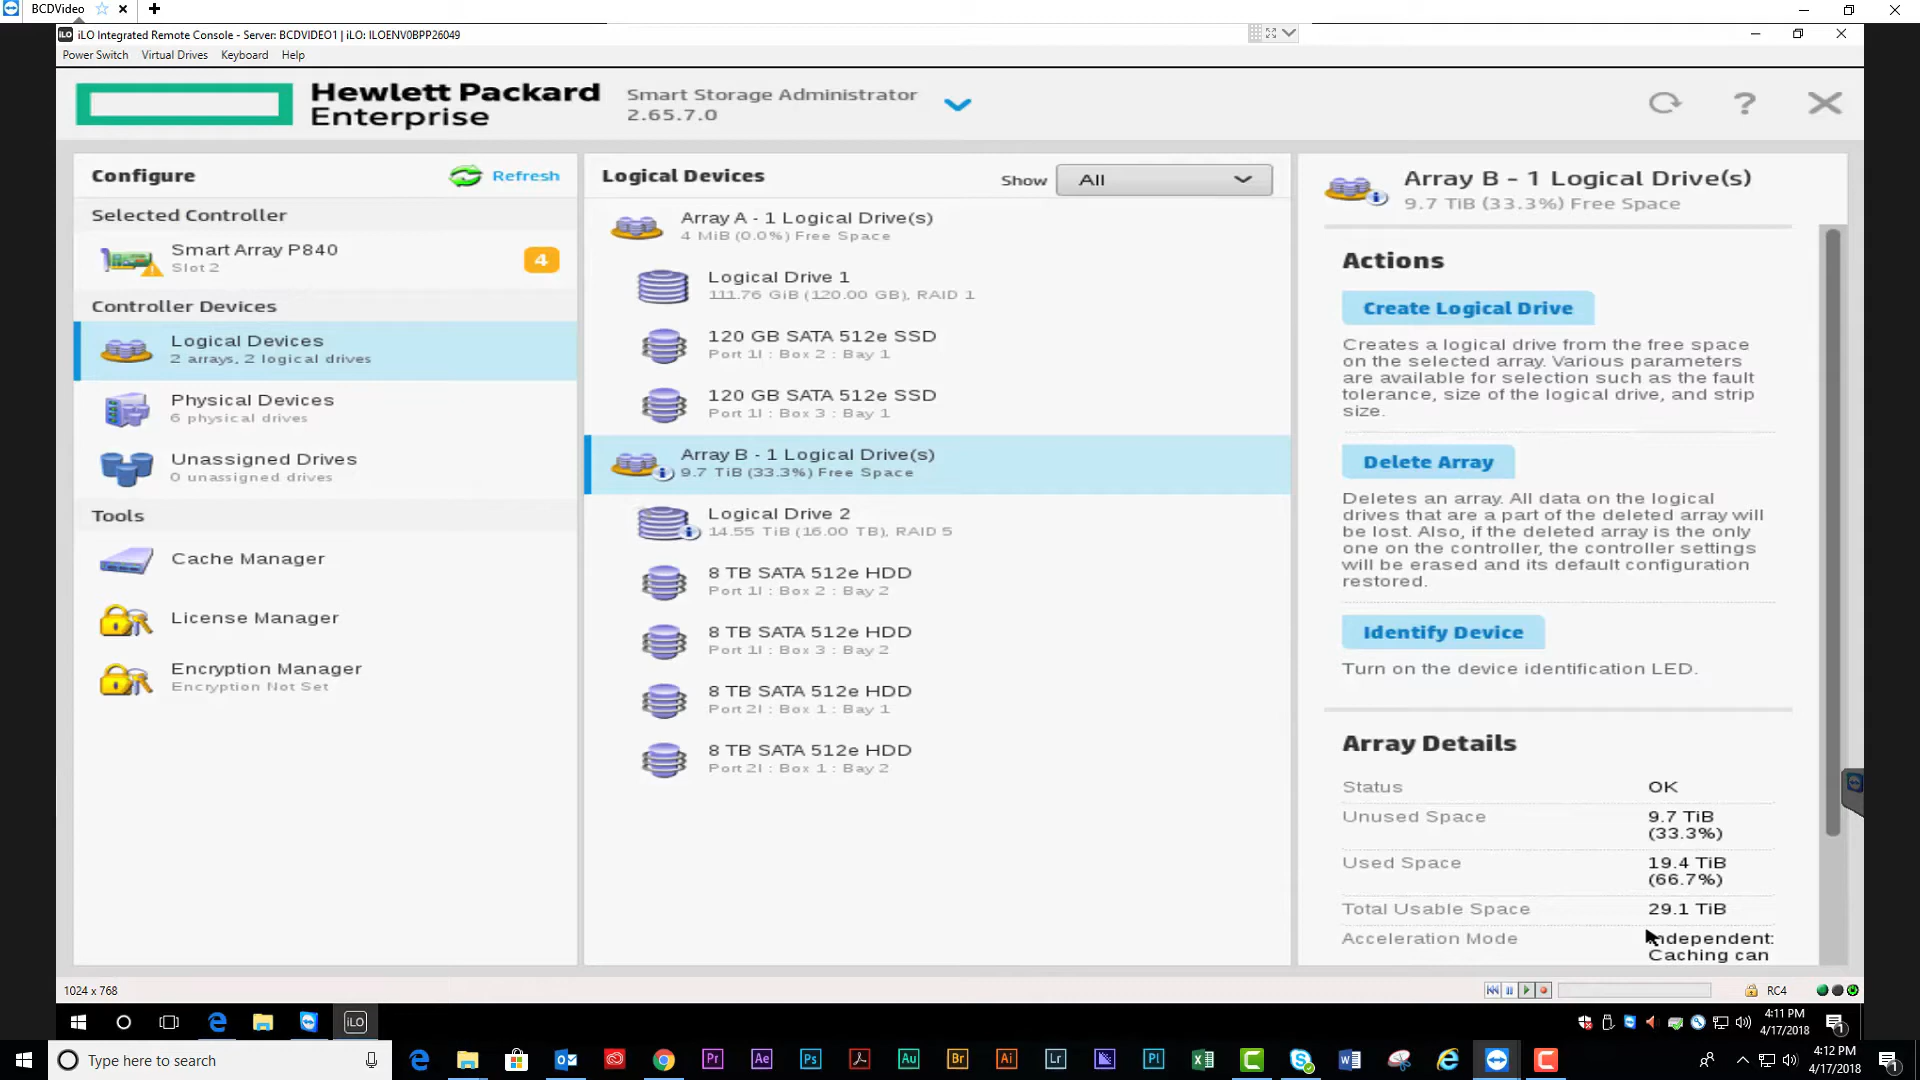 BCDVideo
iLO Integrated Remote Console - Server: BCDVIDEO1 | iLO: ILOENV0BPP26049
Power Switch Virtual Drives Keyboard Help
Hewlett Packard
Enterprise
Smart Storage Administrator
2.65.7.0
?
Configure
Refresh
Selected Controller
Smart Array P840
Slot 2
4
Controller Devices
Logical Devices
2 arrays, 2 logical drives
Physical Devices
6 physical drives
Unassigned Drives
0 unassigned drives
Tools
Cache Manager
License Manager
Encryption Manager
Encryption Not Set
Logical Devices
Show
All
Array A - 1 Logical Drive(s)
4 MiB (0.0%) Free Space
Logical Drive 1
111.76 GiB (120.00 GB), RAID 1
120 GB SATA 512e SSD
Port 1I : Box 2 : Bay 1
120 GB SATA 512e SSD
Port 1I : Box 3 : Bay 1
Array B - 1 Logical Drive(s)
9.7 TiB (33.3%) Free Space
Logical Drive 2
14.55 TiB (16.00 TB), RAID 5
8 TB SATA 512e HDD
Port 1I : Box 2 : Bay 2
8 TB SATA 512e HDD
Port 1I : Box 3 : Bay 2
8 TB SATA 512e HDD
Port 2I : Box 1 : Bay 1
8 TB SATA 512e HDD
Port 2I : Box 1 : Bay 2
Array B - 1 Logical Drive(s)
9.7 TiB (33.3%) Free Space
Actions
Create Logical Drive
Creates a logical drive from the free space
on the selected array. Various parameters
are available for selection such as the fault
tolerance, size of the logical drive, and strip
size.
Delete Array
Deletes an array. All data on the logical
drives that are a part of the deleted array will
be lost. Also, if the deleted array is the only
one on the controller, the controller settings
will be erased and its default configuration
restored.
Identify Device
Turn on the device identification LED.
Array Details
Status OK
Unused Space 9.7 TiB
(33.3%)
Used Space 19.4 TiB
(66.7%)
Total Usable Space 29.1 TiB
Acceleration Mode Independent:
Caching can
1024 x 768
RC4
iLO
4:11 PM
4/17/2018
1
Type here to search
Pr Ae Ps Au Br Ai Lr Pl
4:12 PM
4/17/2018
1